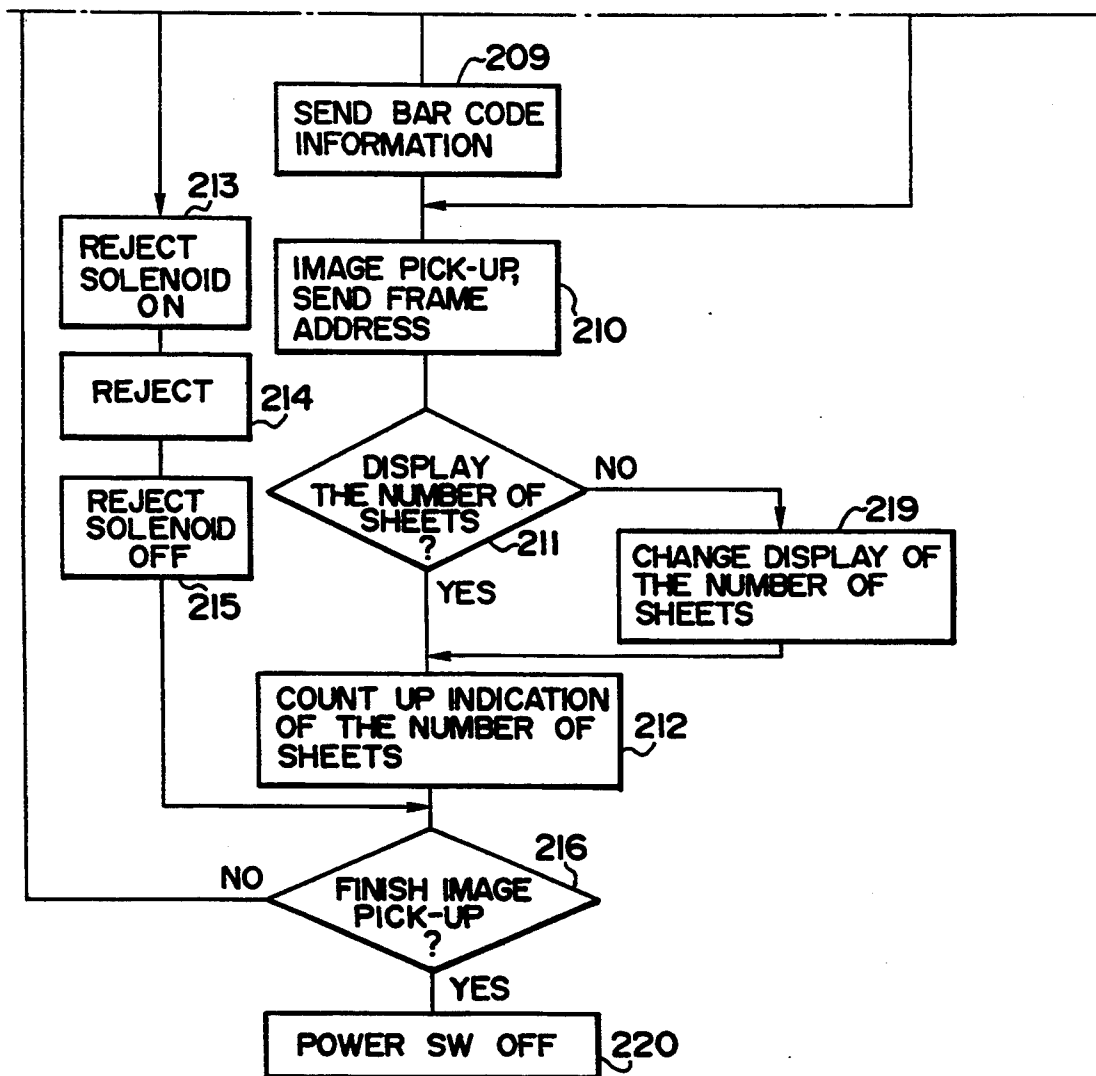 209
SEND BAR CODE
INFORMATION
213
REJECT
SOLENOID
ON
IMAGE PICK-UP,
SEND FRAME
ADDRESS
210
REJECT
214
DISPLAY
THE NUMBER OF
SHEETS
?
211
NO
YES
REJECT
SOLENOID
OFF
215
219
CHANGE DISPLAY OF
THE NUMBER OF
SHEETS
COUNT UP INDICATION
OF THE NUMBER OF
SHEETS
212
216
NO
FINISH IMAGE
PICK-UP
?
YES
POWER SW OFF
220